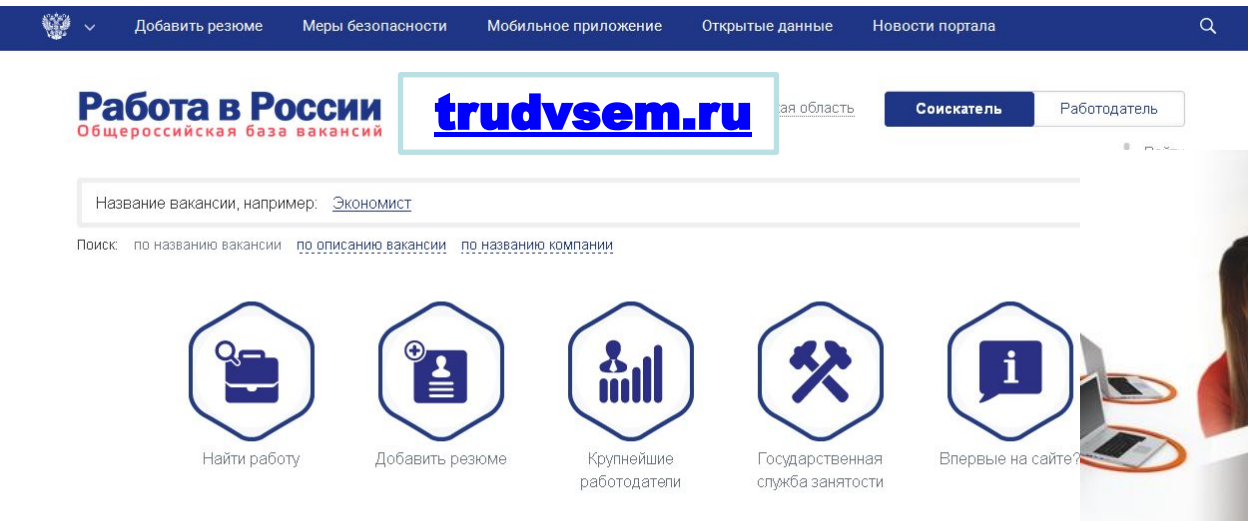 Добавить резюме Меры безопасности Мобильное приложение Открытые данные Новости портала
Работа в России
Общероссийская база вакансий
trudvsem.ru
область
Соискатель Работодатель
Название вакансии, например: Экономист
Поиск: по названию вакансии по описанию вакансии по названию компании
Найти работу
Добавить резюме
Крупнейшие
работодатели
Государственная
служба занятости
Впервые на сайте?